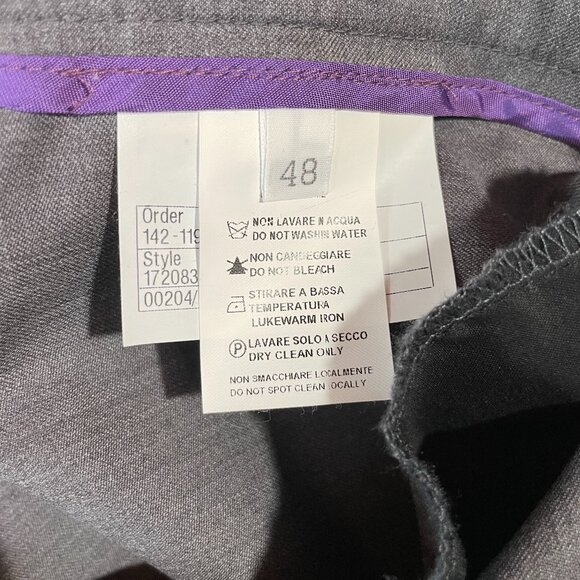 48
Order
142-119
Style
172083
00204/
NON LAVARE N ACQUA
DO NOT WASH IN WATER
NON CANDEGGIARE
DO NOT BLEACH
STIRARE A BASSA
TEMPERATURA
LUKEWARM IRON
P
LAVARE SOLO A SECCO
DRY CLEAN ONLY
NON SMACCHIARE LOCALMENTE
DO NOT SPOT CLEAN LOCALLY